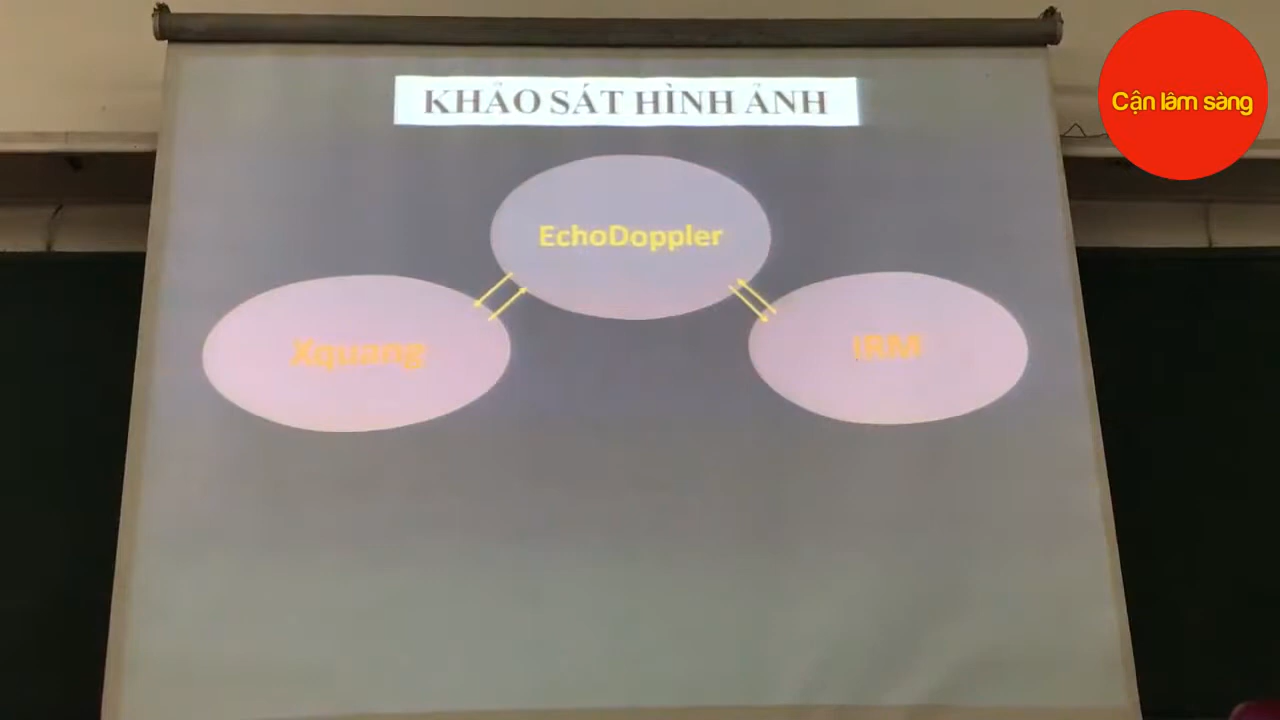 KHẢO SÁT HÌNH ẢNH
Cận lâm sàng
EchoDoppler
Xquang
IRM